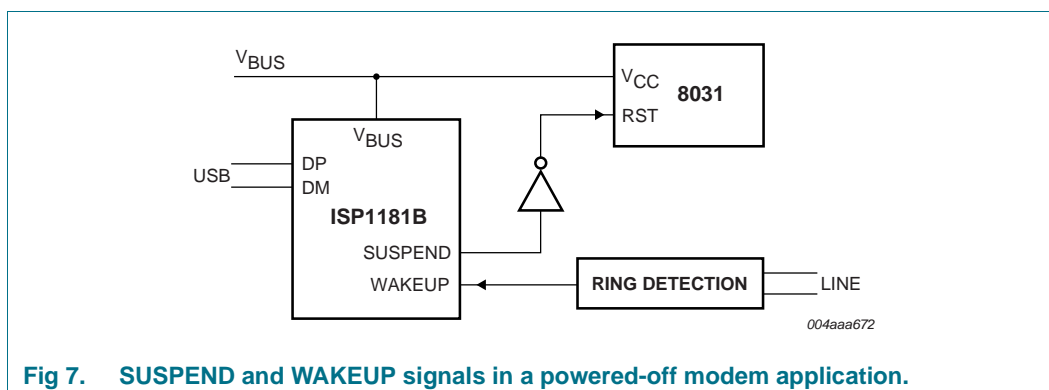 VBUS
VCC
8031
RST
VBUS
DP
USB
DM
ISP1181B
SUSPEND
WAKEUP
RING DETECTION
LINE
004aaa672
Fig 7. SUSPEND and WAKEUP signals in a powered-off modem application.